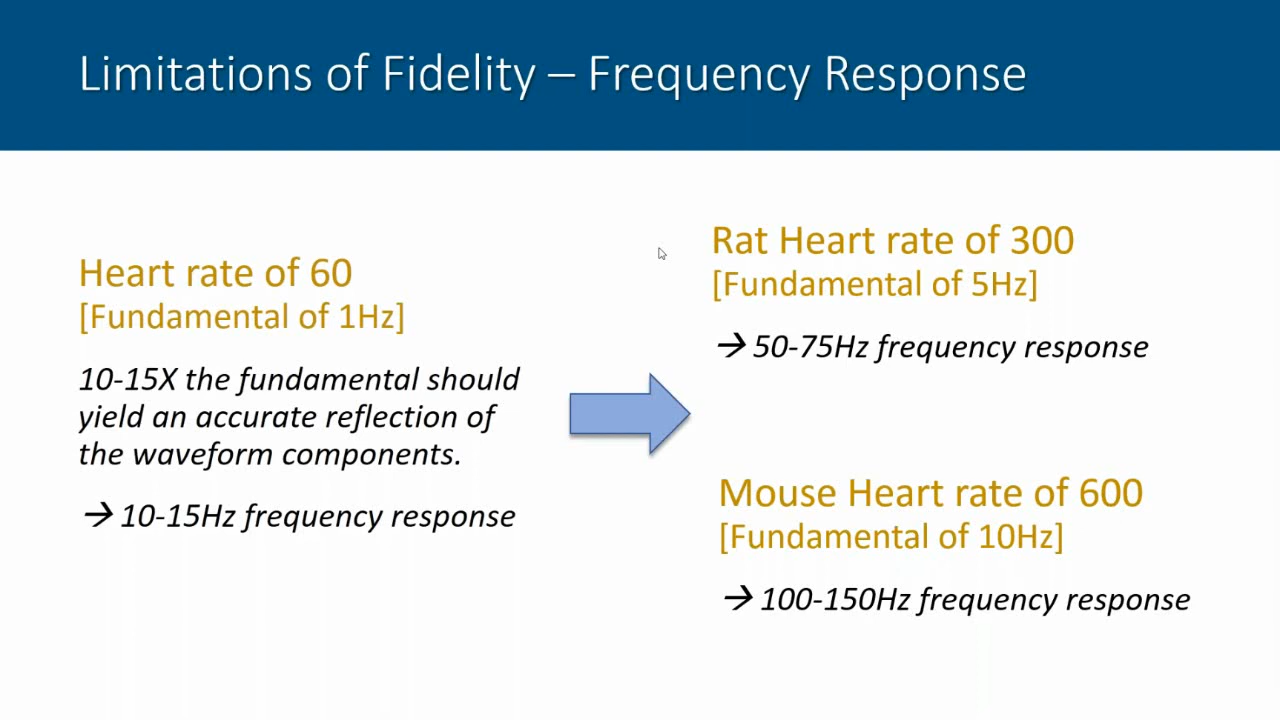 Limitations of Fidelity – Frequency Response
Heart rate of 60
[Fundamental of 1Hz]
10-15X the fundamental should
yield an accurate reflection of
the waveform components.
→ 10-15Hz frequency response
Rat Heart rate of 300
[Fundamental of 5Hz]
→ 50-75Hz frequency response
Mouse Heart rate of 600
[Fundamental of 10Hz]
→ 100-150Hz frequency response